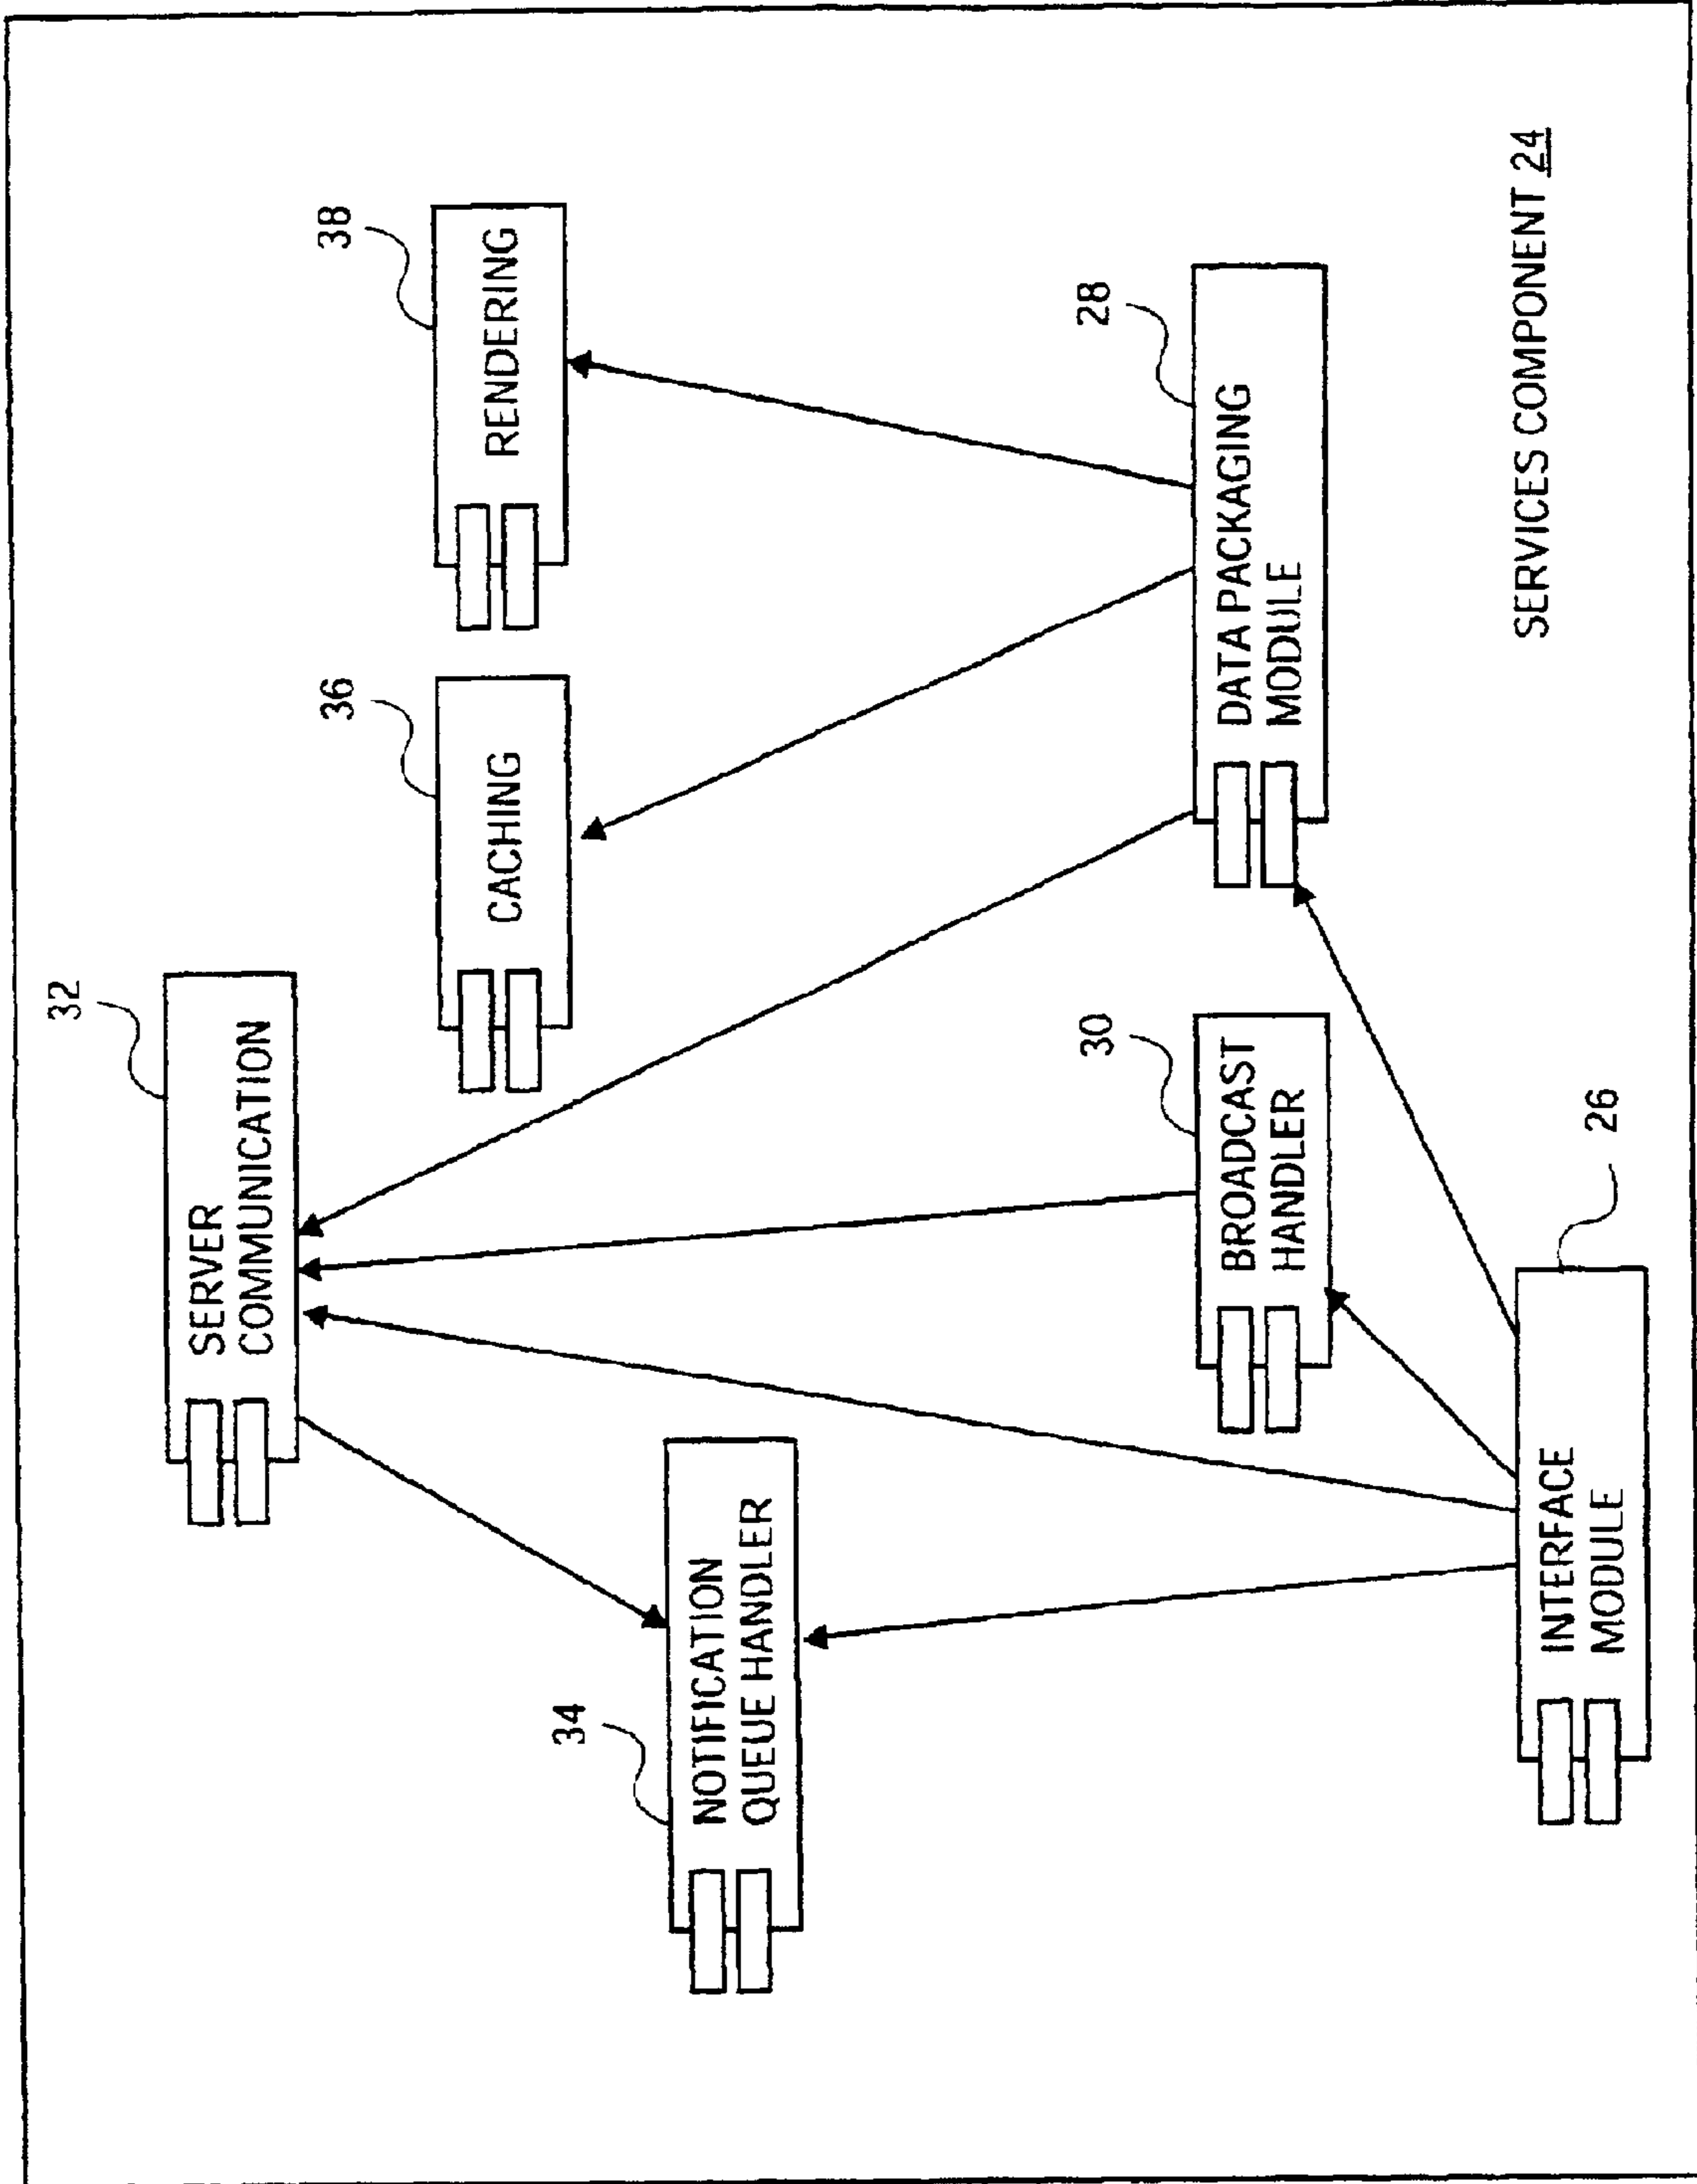 32
SERVER
COMMUNICATION
36
CACHING
38
RENDERING
34
NOTIFICATION
QUEUE HANDLER
30
BROADCAST
HANDLER
28
DATA PACKAGING
MODULE
INTERFACE
MODULE
26
SERVICES COMPONENT 24